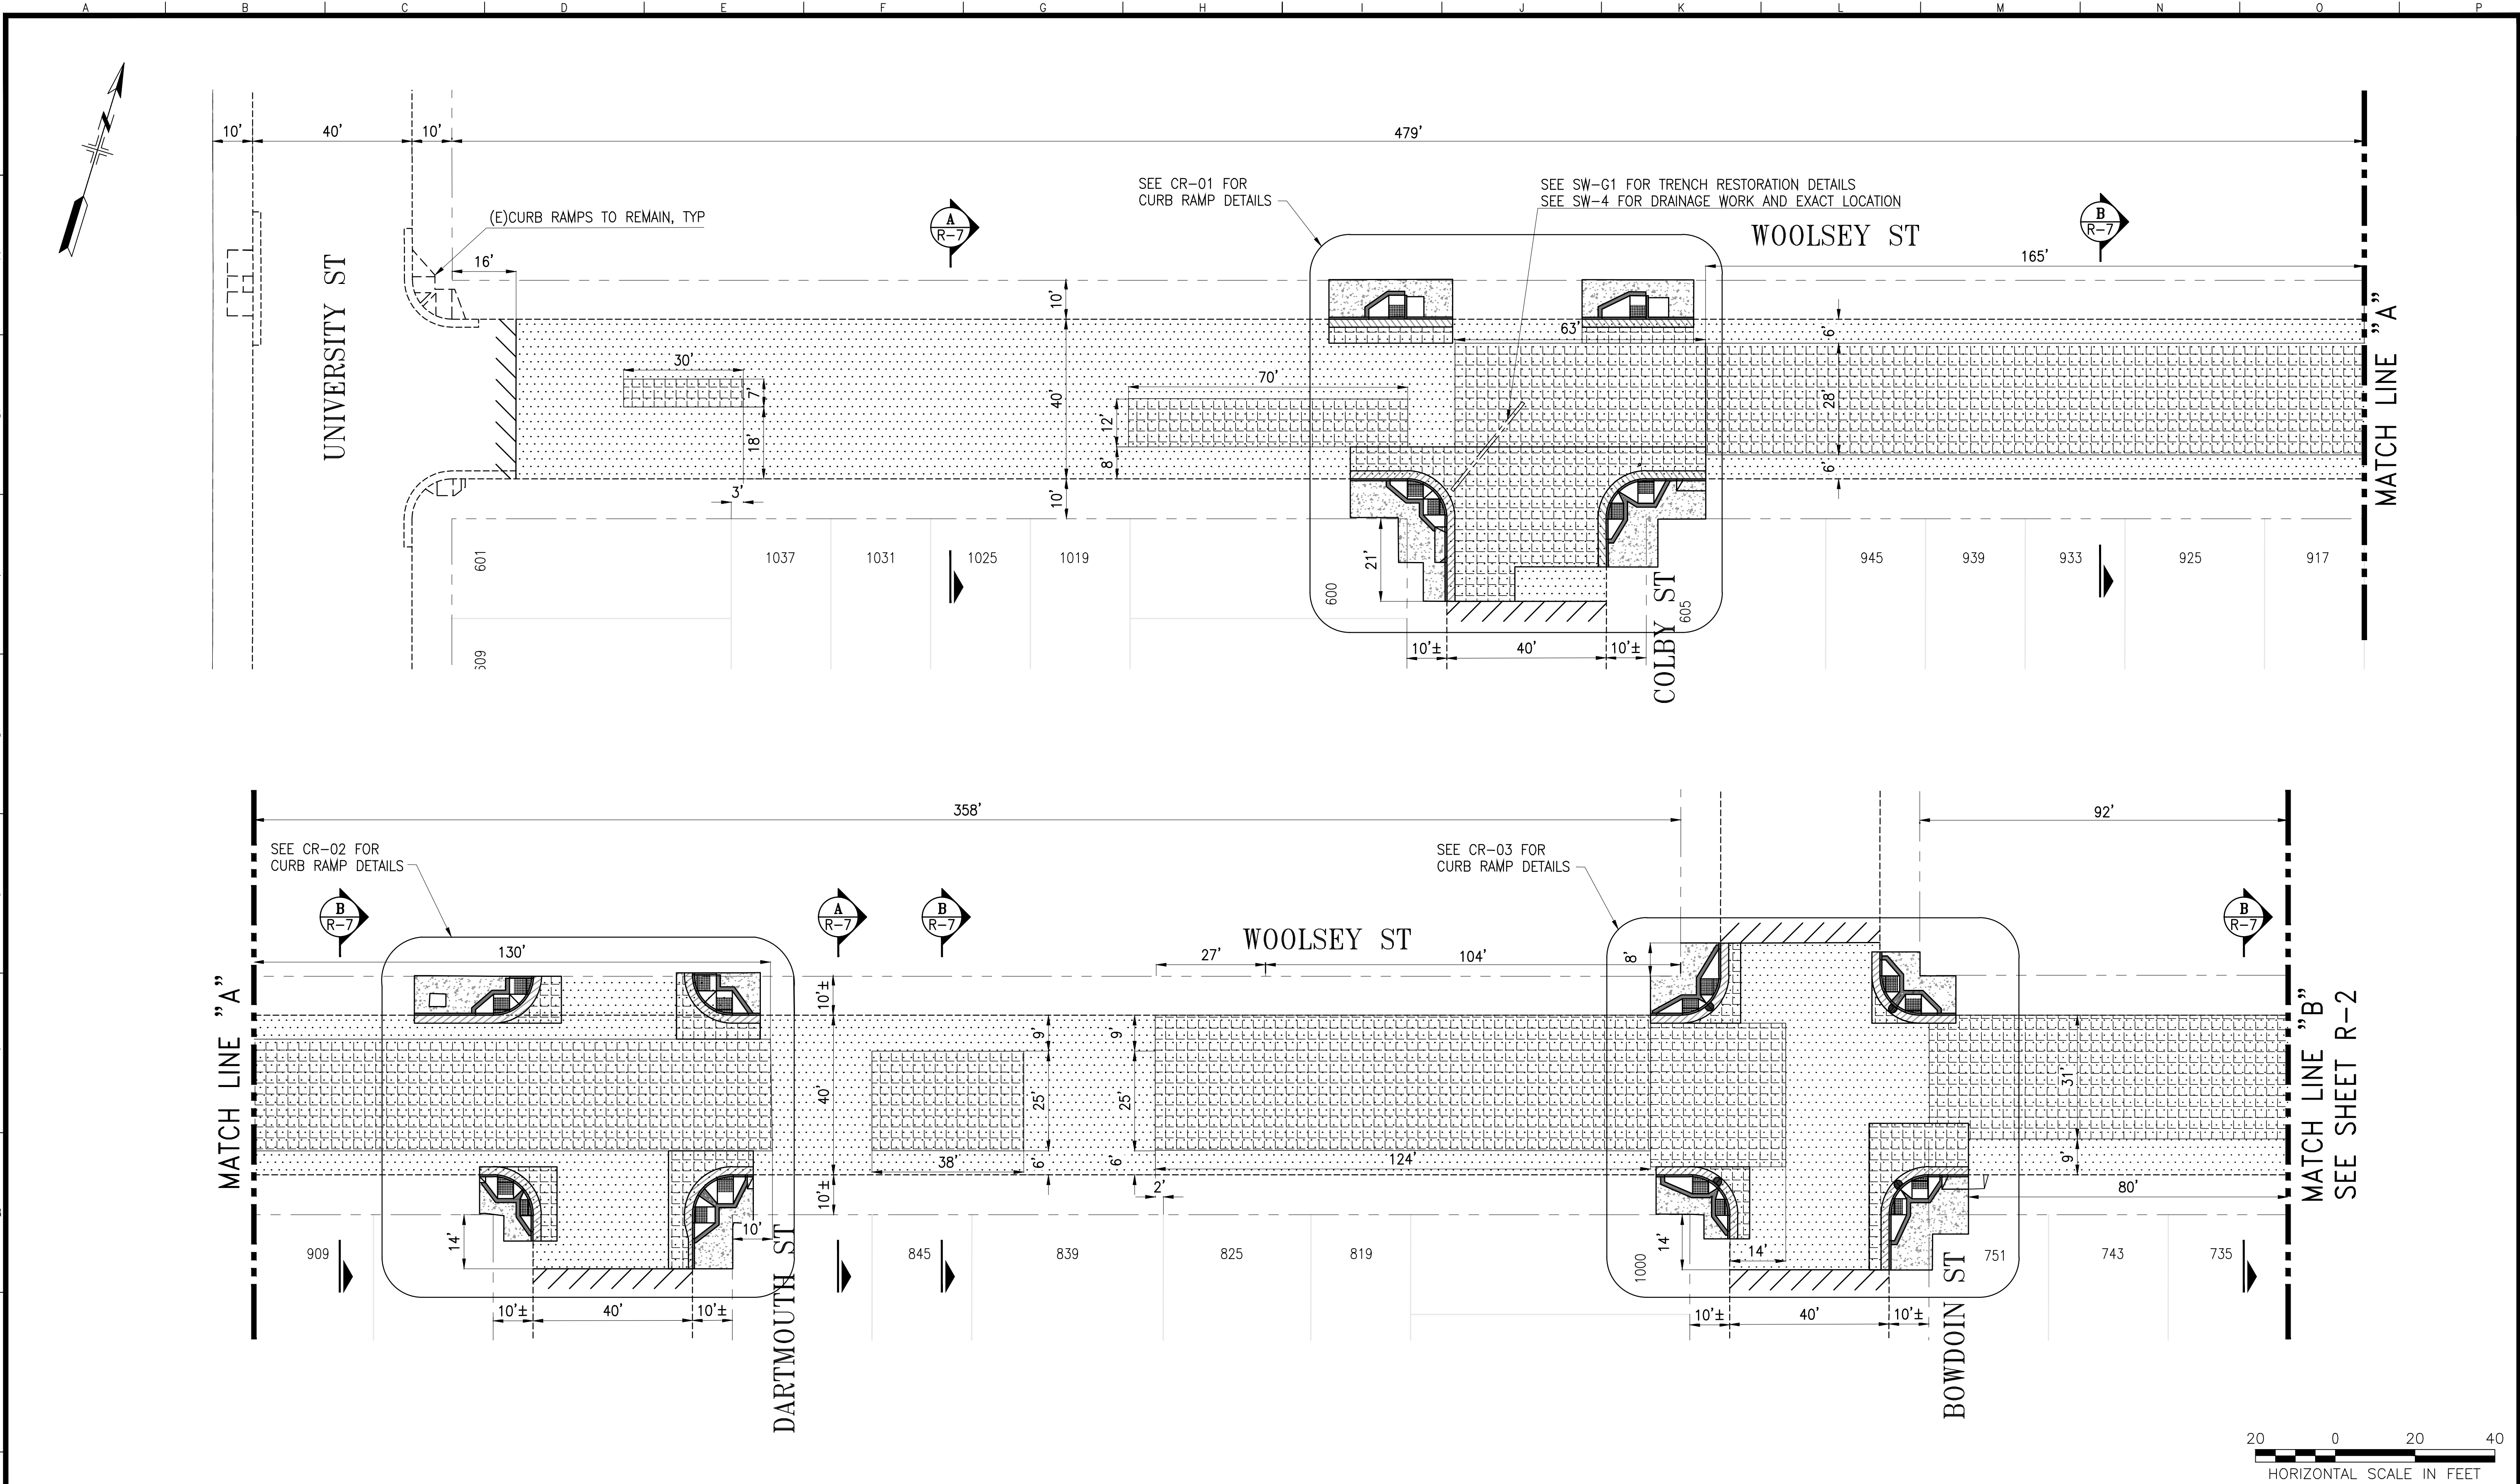 A B C D E F G H I J K L M N O P
N
10' 40' 10' 479'
SEE CR-01 FOR
CURB RAMP DETAILS
SEE SW-G1 FOR TRENCH RESTORATION DETAILS
SEE SW-4 FOR DRAINAGE WORK AND EXACT LOCATION
(E)CURB RAMPS TO REMAIN, TYP
A
R-7
B
R-7
WOOLSEY ST
UNIVERSITY ST
16'
165'
10'
63'
6'
30'
7'
70'
40'
28'
12'
18'
8'
6'
3'
10'
MATCH LINE "A"
601
1037
1031
1025
1019
21'
600
605
945
939
933
925
917
609
10'±
40'
10'±
COLBY ST
358'
92'
SEE CR-02 FOR
CURB RAMP DETAILS
SEE CR-03 FOR
CURB RAMP DETAILS
B
R-7
A
R-7
B
R-7
B
R-7
WOOLSEY ST
130'
27'
104'
8'
10'±
9'
9'
MATCH LINE "A"
40'
25'
25'
31'
38'
6'
6'
124'
9'
2'
80'
10'±
10'
14'
14'
14'
909
845
839
825
819
1000
751
743
735
10'±
40'
10'±
10'±
40'
10'±
DARTMOUTH ST
BOWDOIN ST
MATCH LINE "B"
SEE SHEET R-2
20 0 20 40
HORIZONTAL SCALE IN FEET